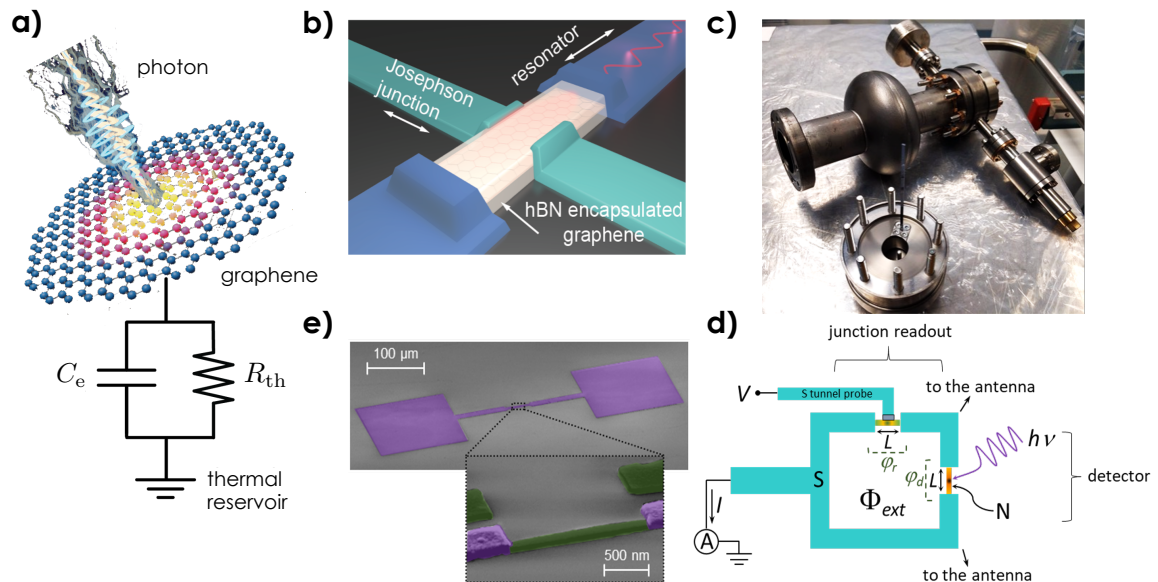 a)
photon
graphene
C_e
R_th
thermal
reservoir
b)
Josephson
junction
resonator
hBN encapsulated
graphene
c)
e)
100 µm
500 nm
d)
junction readout
to the antenna
V
S tunnel probe
L
φ_r
hν
S
φ_d
L
detector
Φ_ext
N
I
A
to the antenna